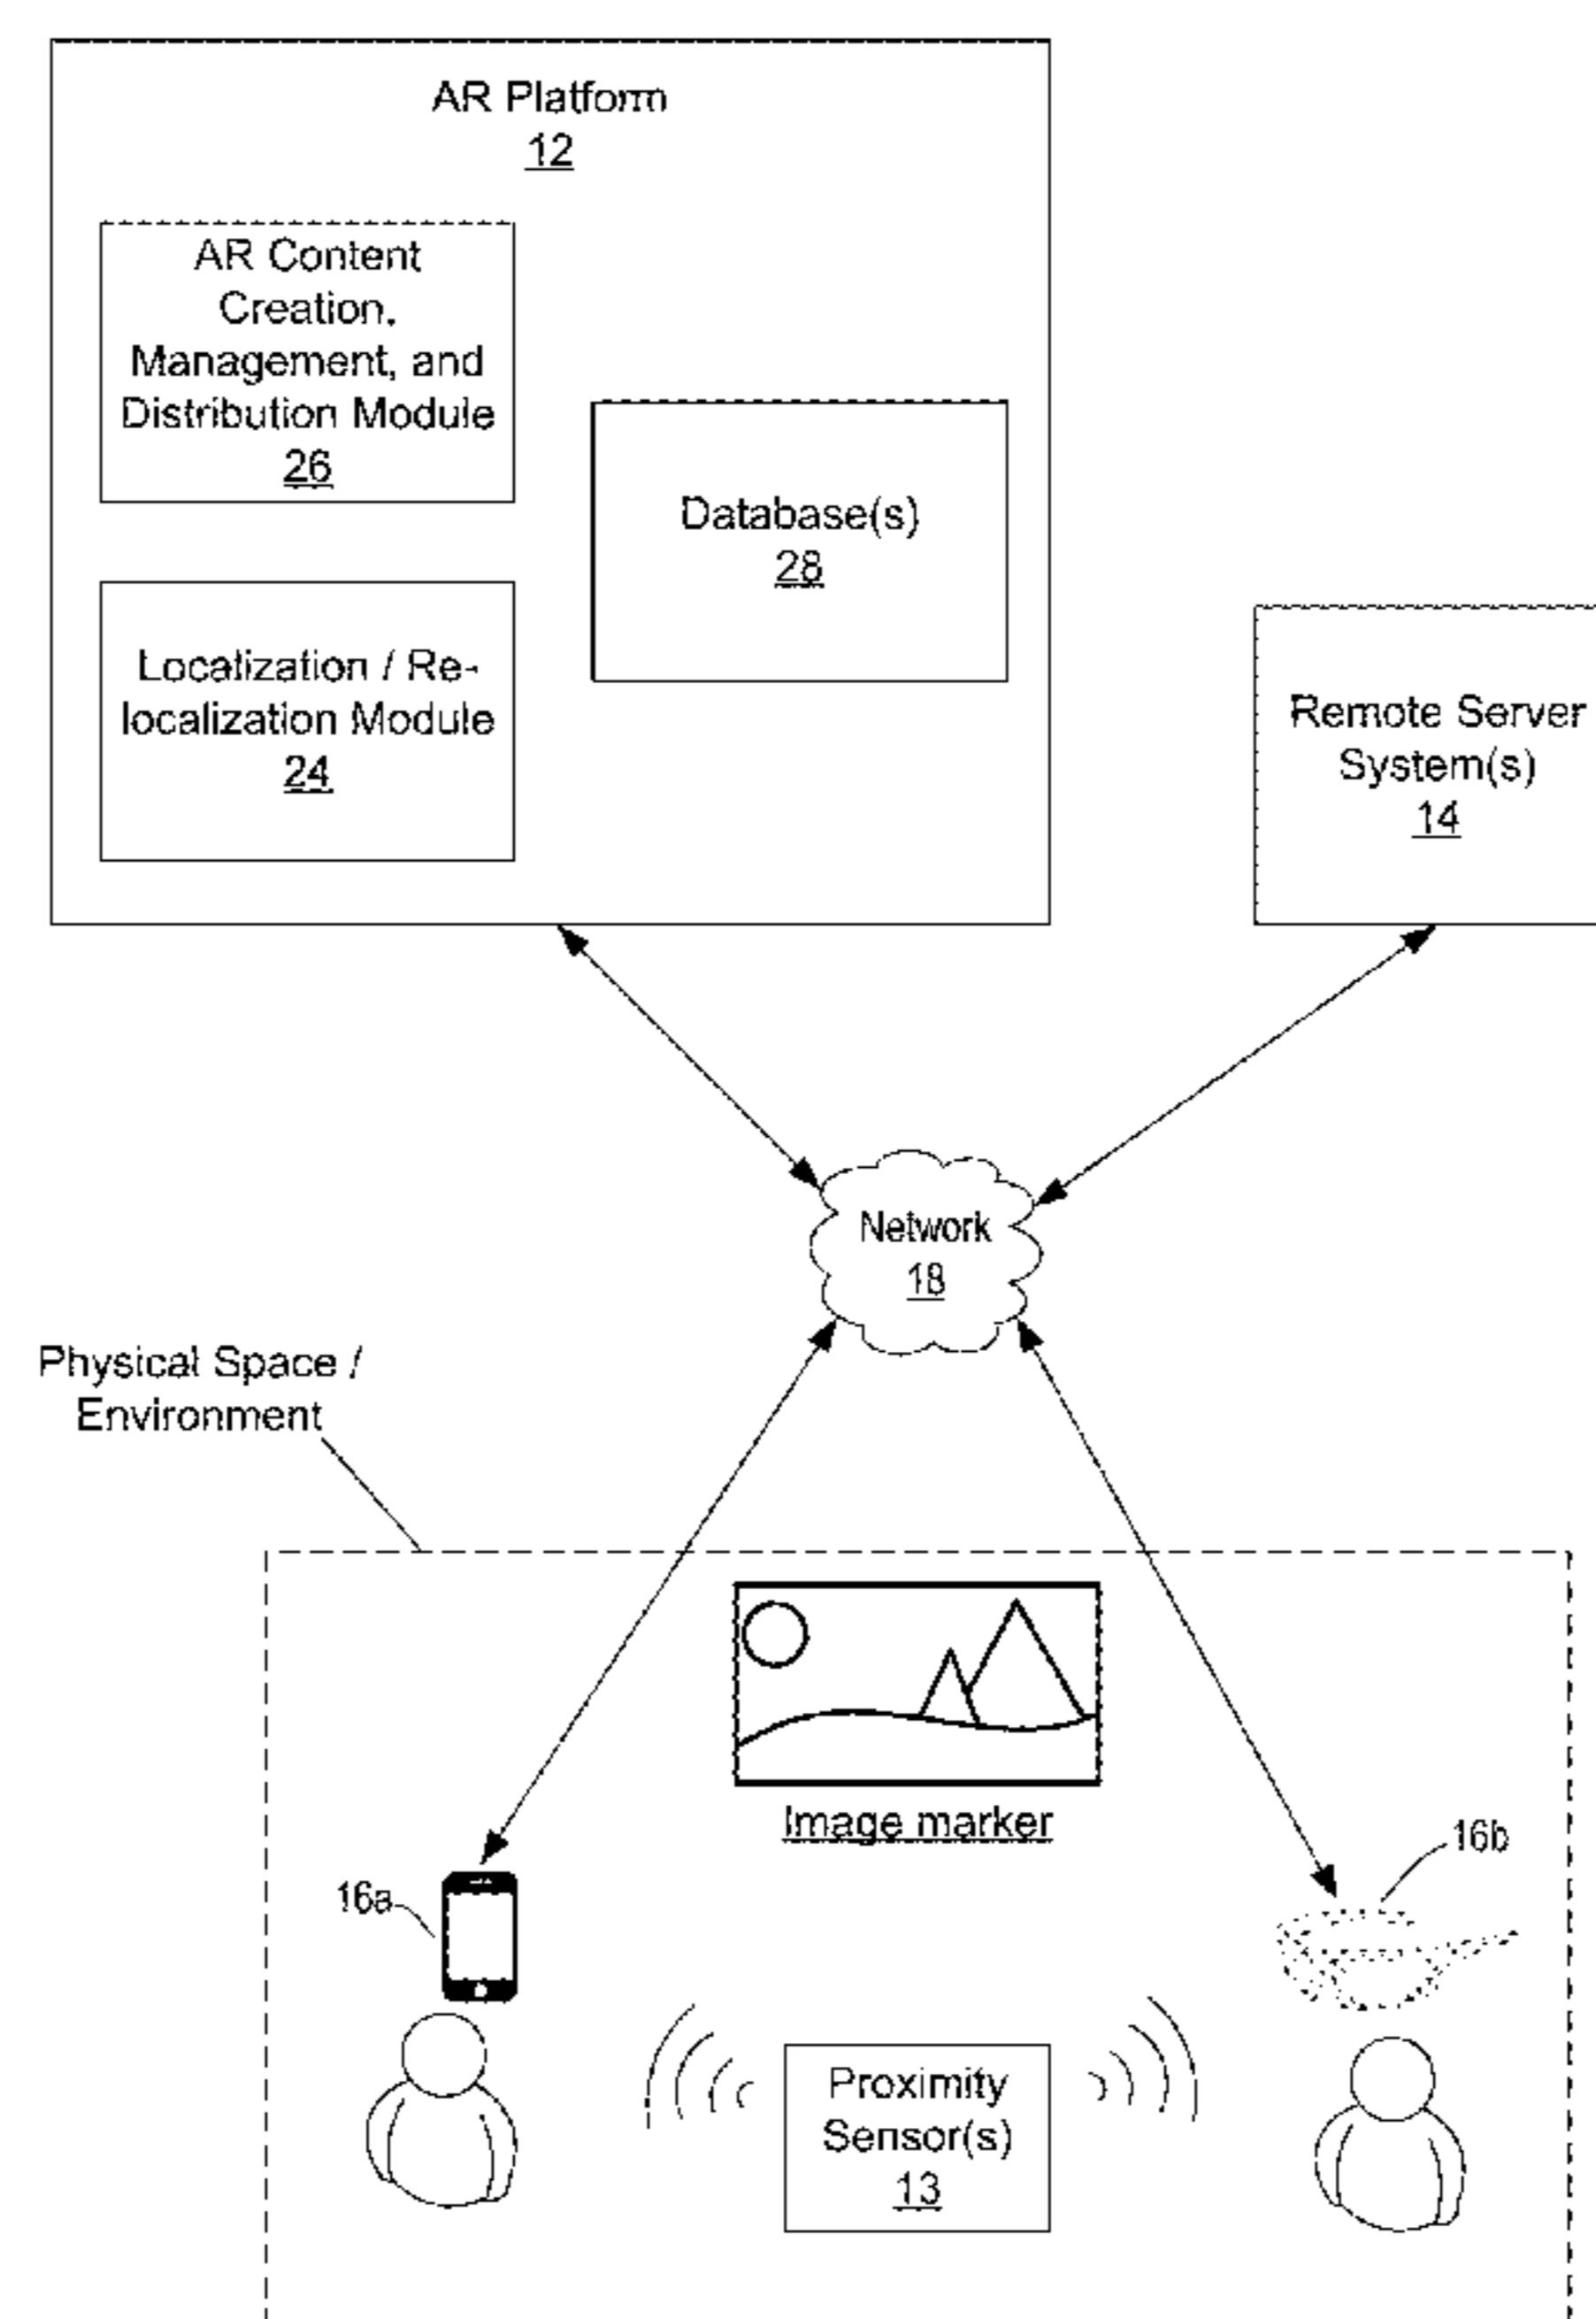 AR Platform
12
AR Content
Creation,
Management, and
Distribution Module
26
Database(s)
28
Localization / Re-
localization Module
24
Remote Server
System(s)
14
Network
18
Physical Space /
Environment
Image marker
16a
16b
Proximity
Sensor(s)
13